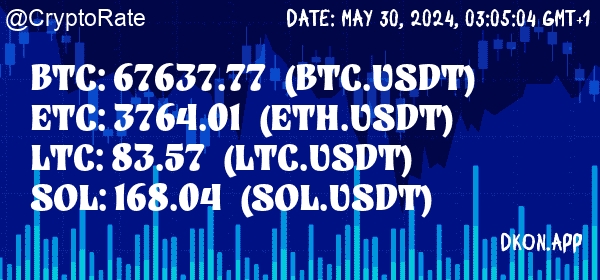 @CryptoRate
DATE: MAY 30, 2024, 03:05:04 GMT+1
BTC: 67637.77 (BTC.USDT)
ETC: 3764.01 (ETH.USDT)
LTC: 83.57 (LTC.USDT)
SOL: 168.04 (SOL.USDT)
DKON.APP